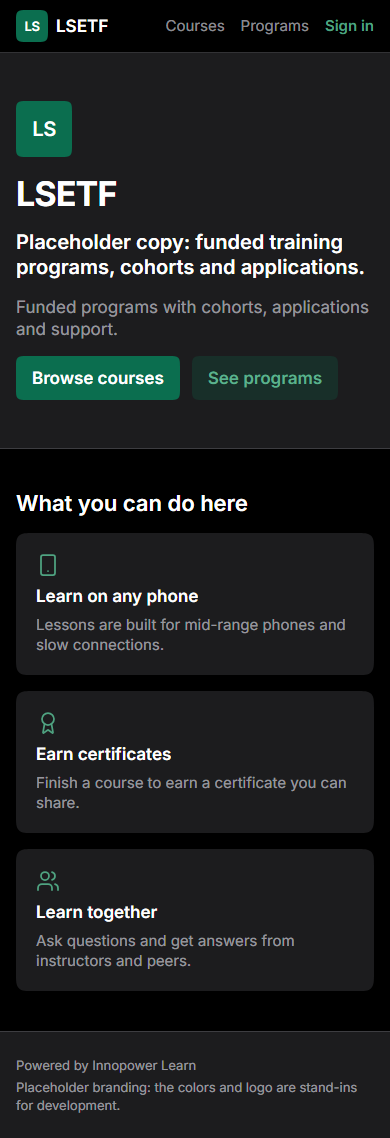 LS LSETF Courses Programs Sign in
LS
LSETF
Placeholder copy: funded training
programs, cohorts and applications.
Funded programs with cohorts, applications
and support.
Browse courses See programs
What you can do here
Learn on any phone
Lessons are built for mid-range phones and
slow connections.
Earn certificates
Finish a course to earn a certificate you can
share.
Learn together
Ask questions and get answers from
instructors and peers.
Powered by Innopower Learn
Placeholder branding: the colors and logo are stand-ins
for development.